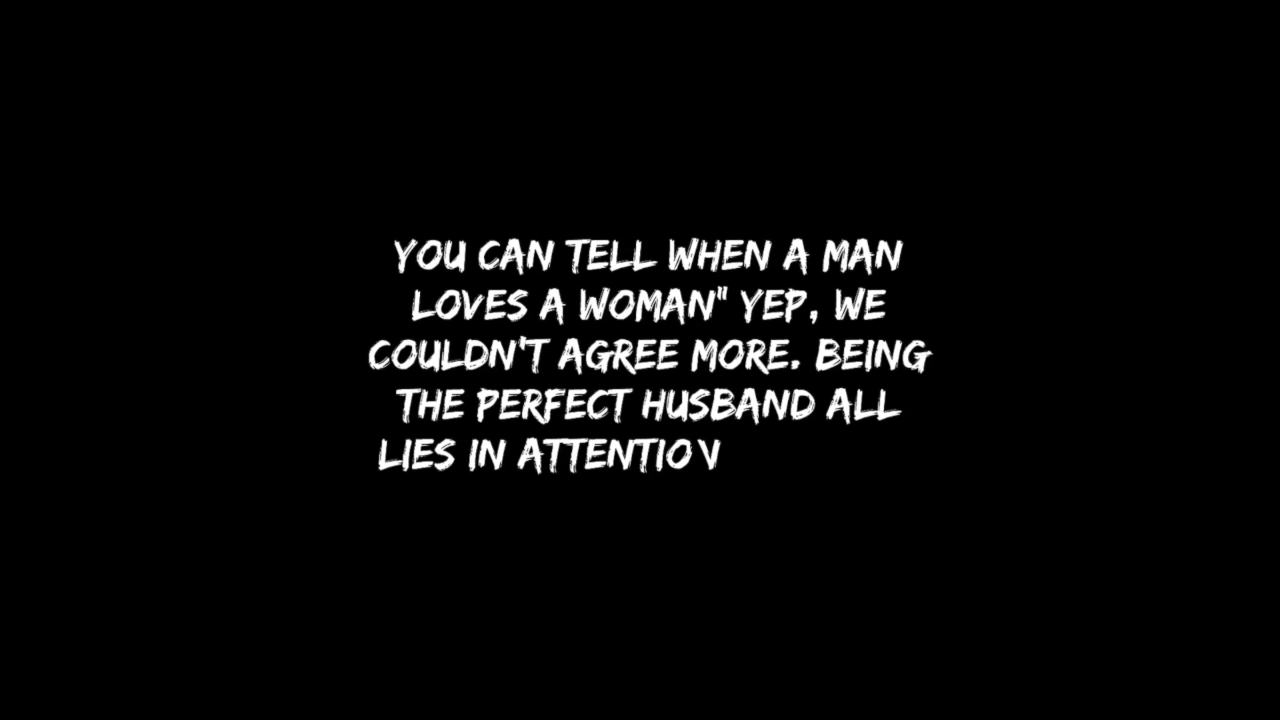 YOU CAN TELL WHEN A MAN
LOVES A WOMAN" YEP, WE
COULDN'T AGREE MORE. BEING
THE PERFECT HUSBAND ALL
LIES IN ATTENTIO